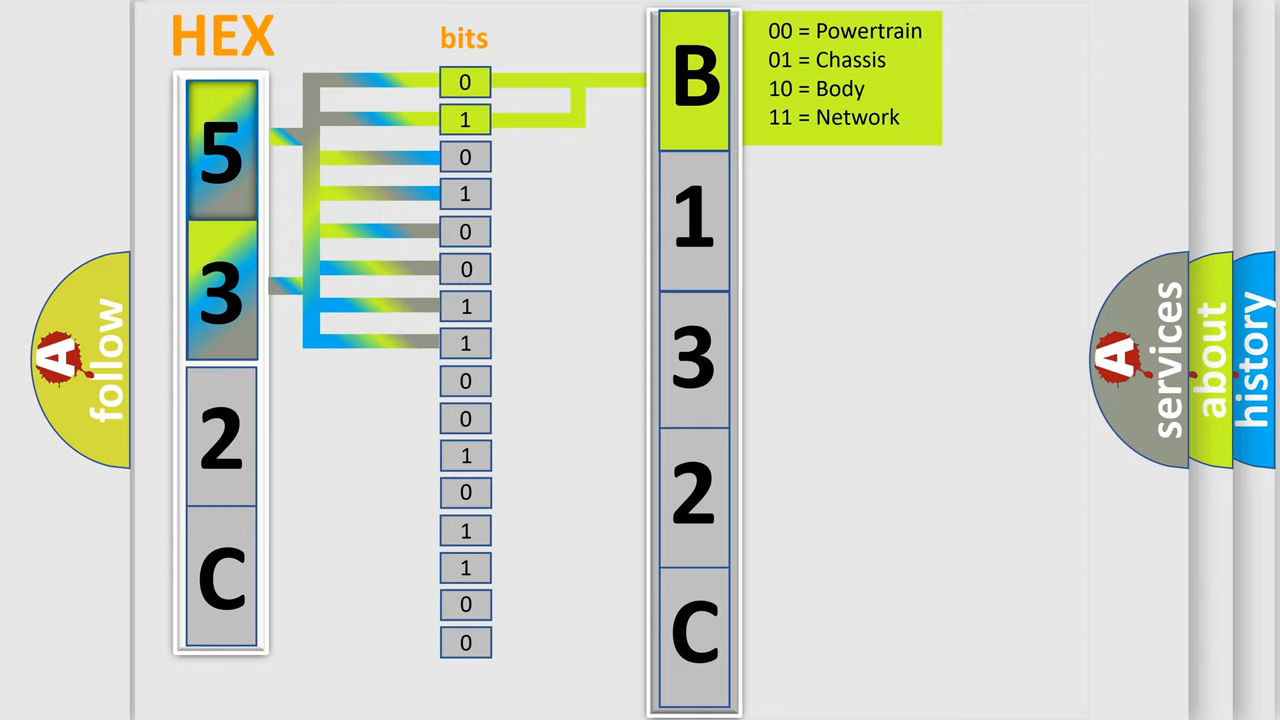 HEX
5
3
2
C
bits
0
1
0
1
0
0
1
1
0
0
1
0
1
1
0
0
B
1
3
2
C
00 = Powertrain
01 = Chassis
10 = Body
11 = Network
A follow
A services
about
history